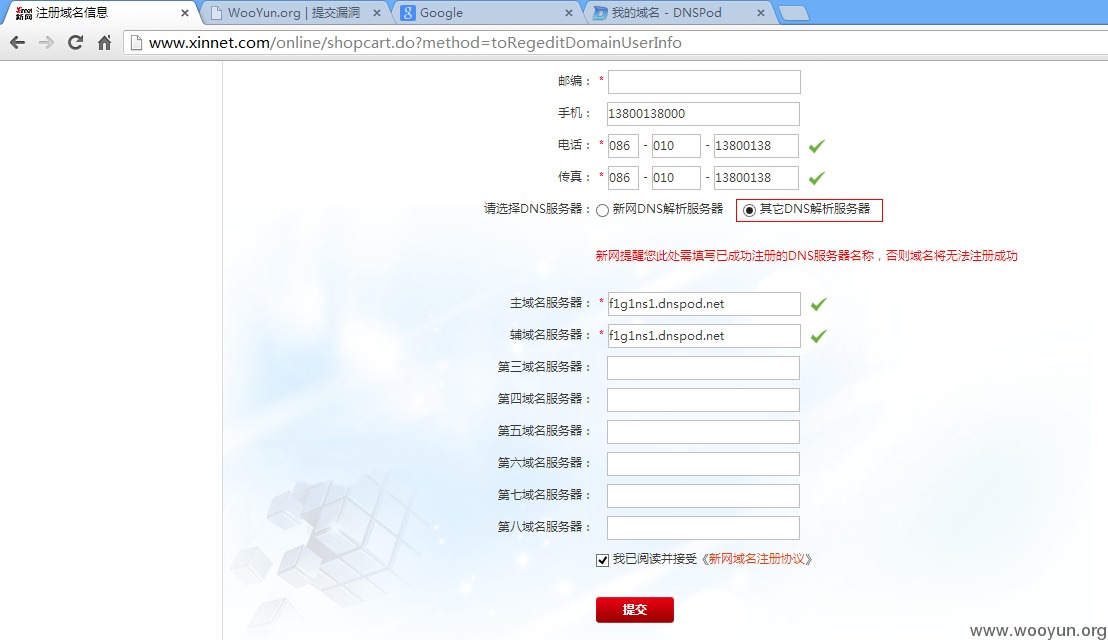 新网 注册域名信息 × WooYun.org | 提交漏洞 × Google × 我的域名 - DNSPod ×
www.xinnet.com/online/shopcart.do?method=toRegeditDomainUserInfo
邮编： *
手机： 13800138000
电话： * 086 - 010 - 13800138
传真： * 086 - 010 - 13800138
请选择DNS服务器： 新网DNS解析服务器 其它DNS解析服务器
新网提醒您此处需填写已成功注册的DNS服务器名称，否则域名将无法注册成功
主域名服务器： * f1g1ns1.dnspod.net
辅域名服务器： * f1g1ns1.dnspod.net
第三域名服务器：
第四域名服务器：
第五域名服务器：
第六域名服务器：
第七域名服务器：
第八域名服务器：
我已阅读并接受《新网域名注册协议》
提交
www.wooyun.org